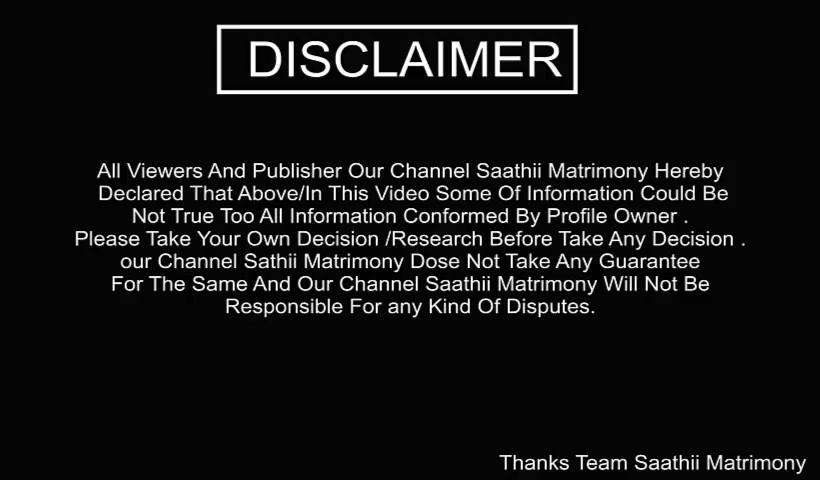 DISCLAIMER
All Viewers And Publisher Our Channel Saathii Matrimony Hereby
Declared That Above/In This Video Some Of Information Could Be
Not True Too All Information Conformed By Profile Owner .
Please Take Your Own Decision /Research Before Take Any Decision .
our Channel Sathii Matrimony Dose Not Take Any Guarantee
For The Same And Our Channel Saathii Matrimony Will Not Be
Responsible For any Kind Of Disputes.
Thanks Team Saathii Matrimony